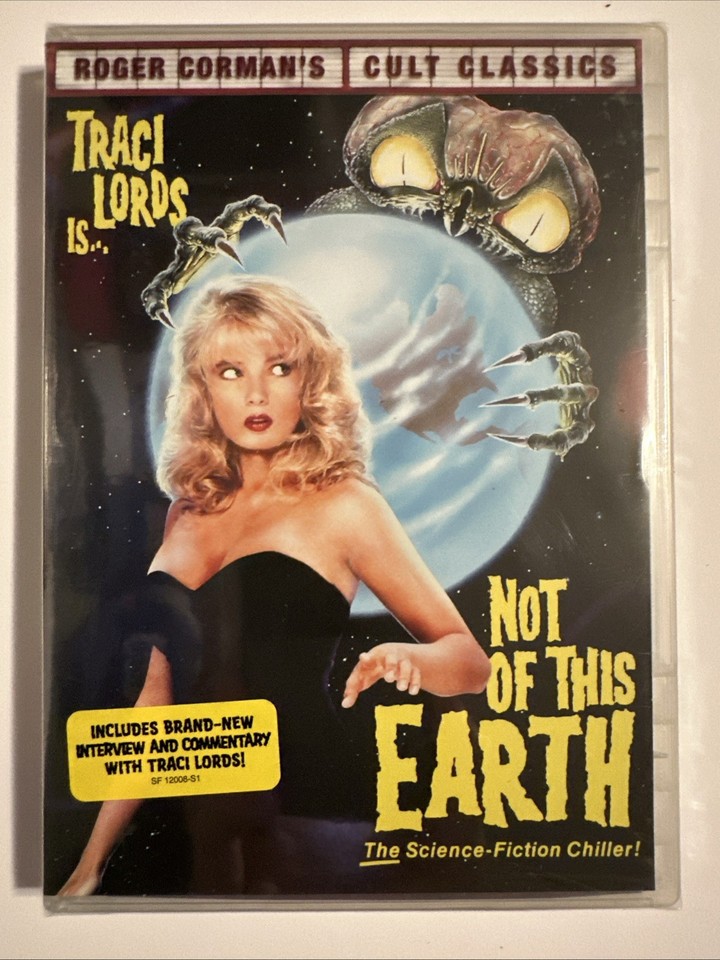 ROGER CORMAN'S CULT CLASSICS
TRACI
LORDS
IS...
NOT
OF THIS
EARTH
The Science-Fiction Chiller!
INCLUDES BRAND-NEW
INTERVIEW AND COMMENTARY
WITH TRACI LORDS!
SF 12006-S1